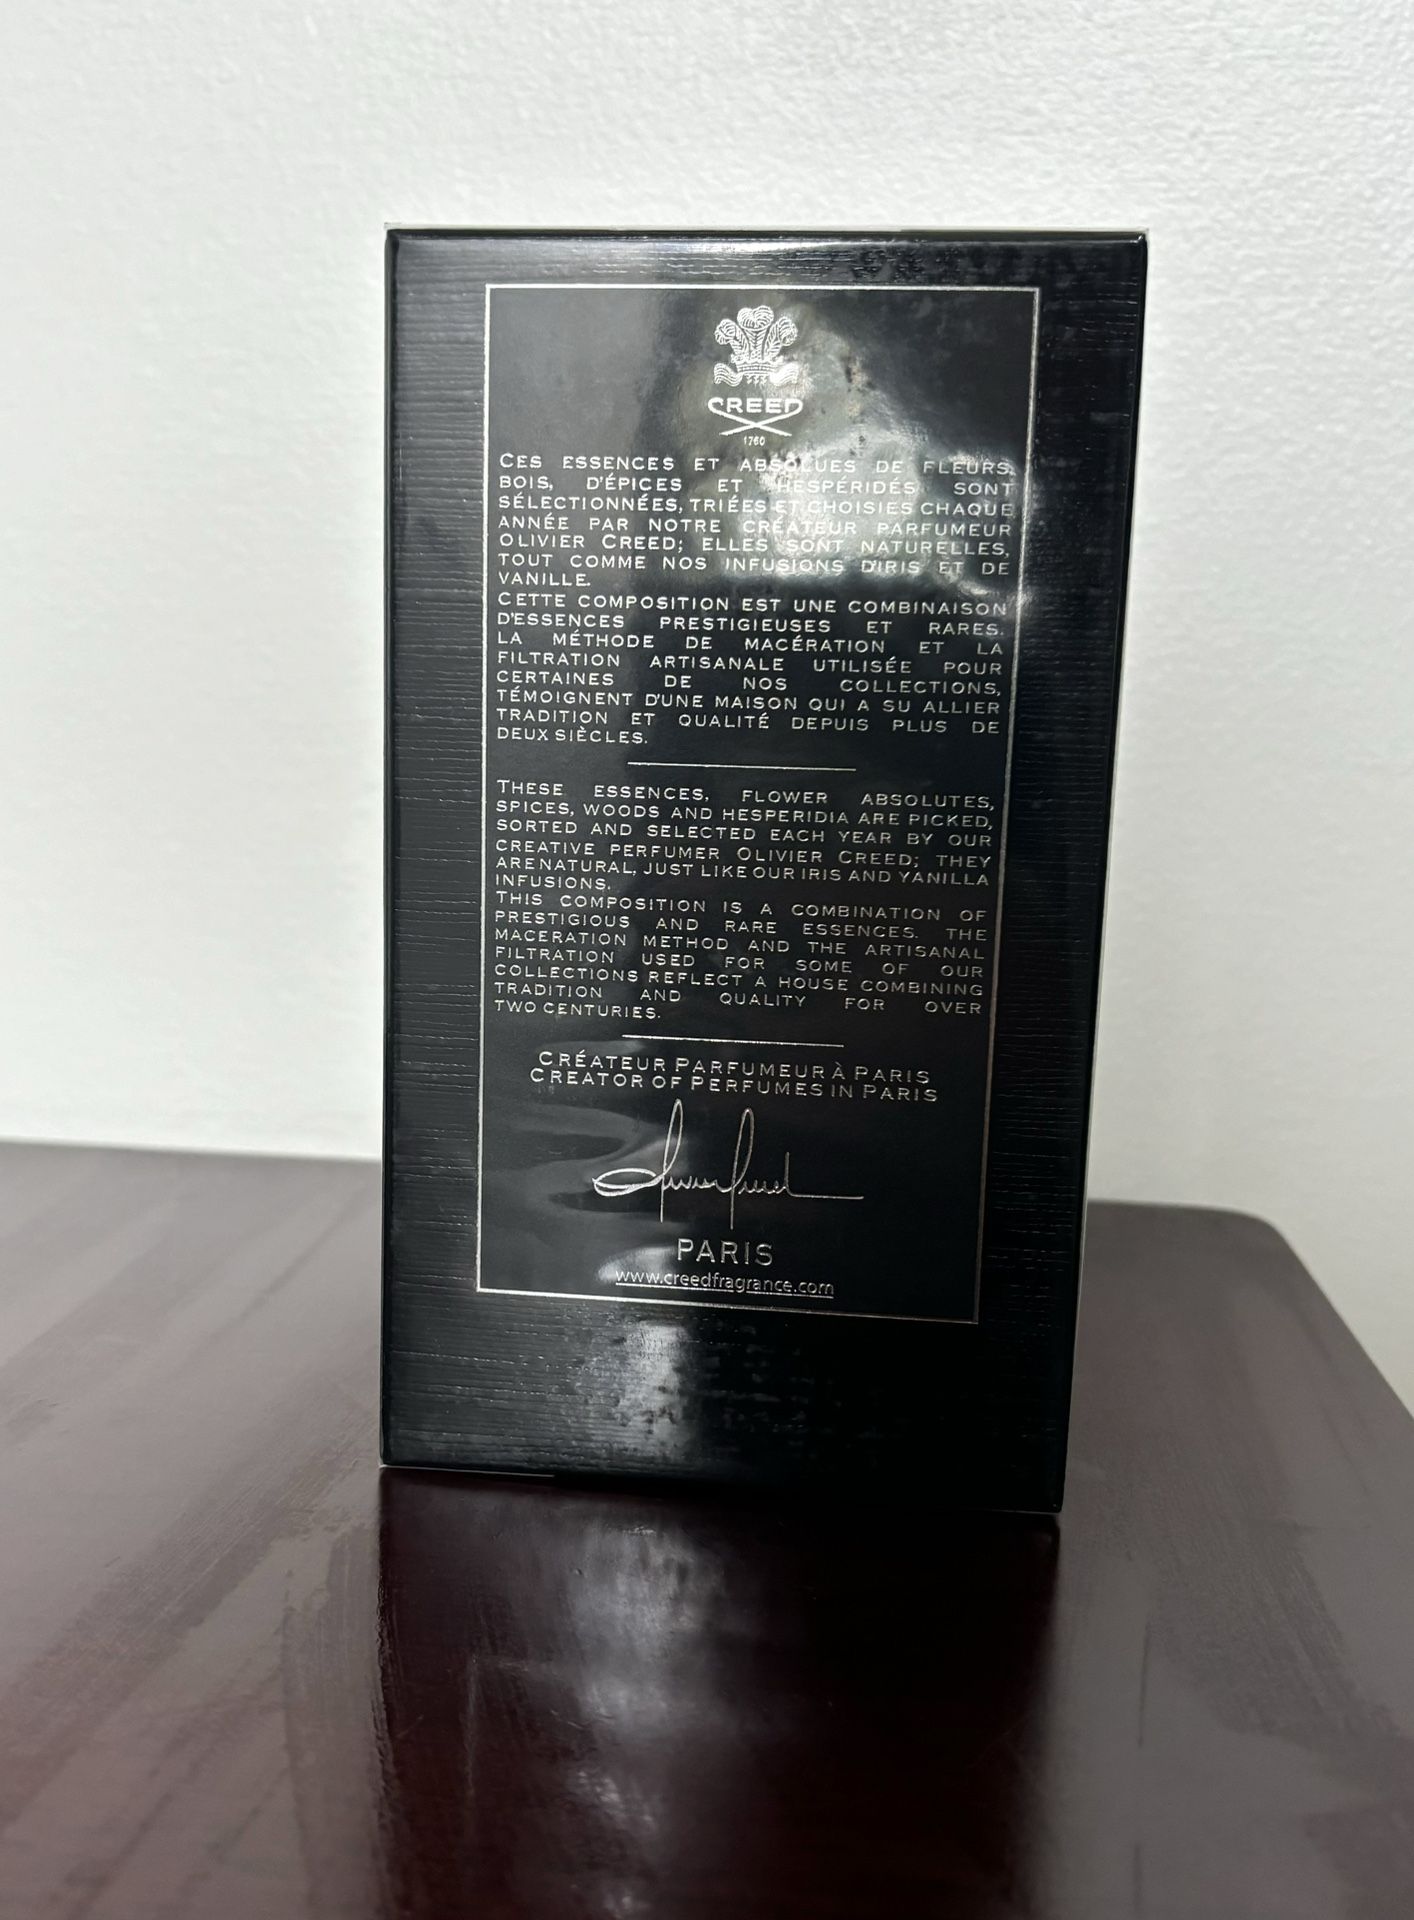 CREED
1760
CES ESSENCES ET ABSOLUES DE FLEURS,
BOIS, D'ÉPICES ET HESPÉRIDÉS SONT
SÉLECTIONNÉES, TRIÉES ET CHOISIES CHAQUE
ANNÉE PAR NOTRE CRÉATEUR PARFUMEUR
OLIVIER CREED; ELLES SONT NATURELLES,
TOUT COMME NOS INFUSIONS D'IRIS ET DE
VANILLE.
CETTE COMPOSITION EST UNE COMBINAISON
D'ESSENCES PRESTIGIEUSES ET RARES.
LA MÉTHODE DE MACÉRATION ET LA
FILTRATION ARTISANALE UTILISÉE POUR
CERTAINES DE NOS COLLECTIONS,
TÉMOIGNENT D'UNE MAISON QUI A SU ALLIER
TRADITION ET QUALITÉ DEPUIS PLUS DE
DEUX SIÈCLES.
THESE ESSENCES, FLOWER ABSOLUTES,
SPICES, WOODS AND HESPERIDIA ARE PICKED,
SORTED AND SELECTED EACH YEAR BY OUR
CREATIVE PERFUMER OLIVIER CREED; THEY
ARE NATURAL, JUST LIKE OUR IRIS AND VANILLA
INFUSIONS.
THIS COMPOSITION IS A COMBINATION OF
PRESTIGIOUS AND RARE ESSENCES. THE
MACERATION METHOD AND THE ARTISANAL
FILTRATION USED FOR SOME OF OUR
COLLECTIONS REFLECT A HOUSE COMBINING
TRADITION AND QUALITY FOR OVER
TWO CENTURIES.
CRÉATEUR PARFUMEUR À PARIS
CREATOR OF PERFUMES IN PARIS
Olivier Creed
PARIS
www.creedfragrance.com